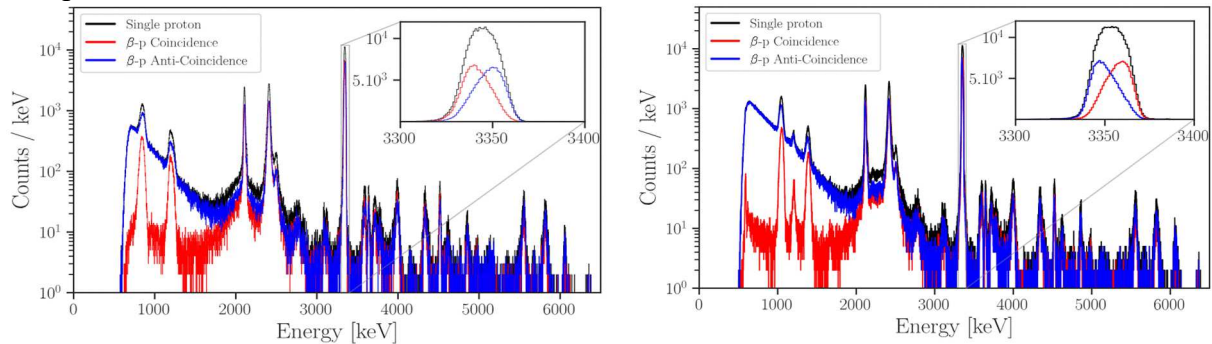 Single proton
β-p Coincidence
β-p Anti-Coincidence
10⁴
5.10³
3300 3350 3400
10⁴
10³
10²
10¹
10⁰
Counts / keV
0 1000 2000 3000 4000 5000 6000
Energy [keV]
Single proton
β-p Coincidence
β-p Anti-Coincidence
10⁴
5.10³
3300 3350 3400
10⁴
10³
10²
10¹
10⁰
Counts / keV
0 1000 2000 3000 4000 5000 6000
Energy [keV]